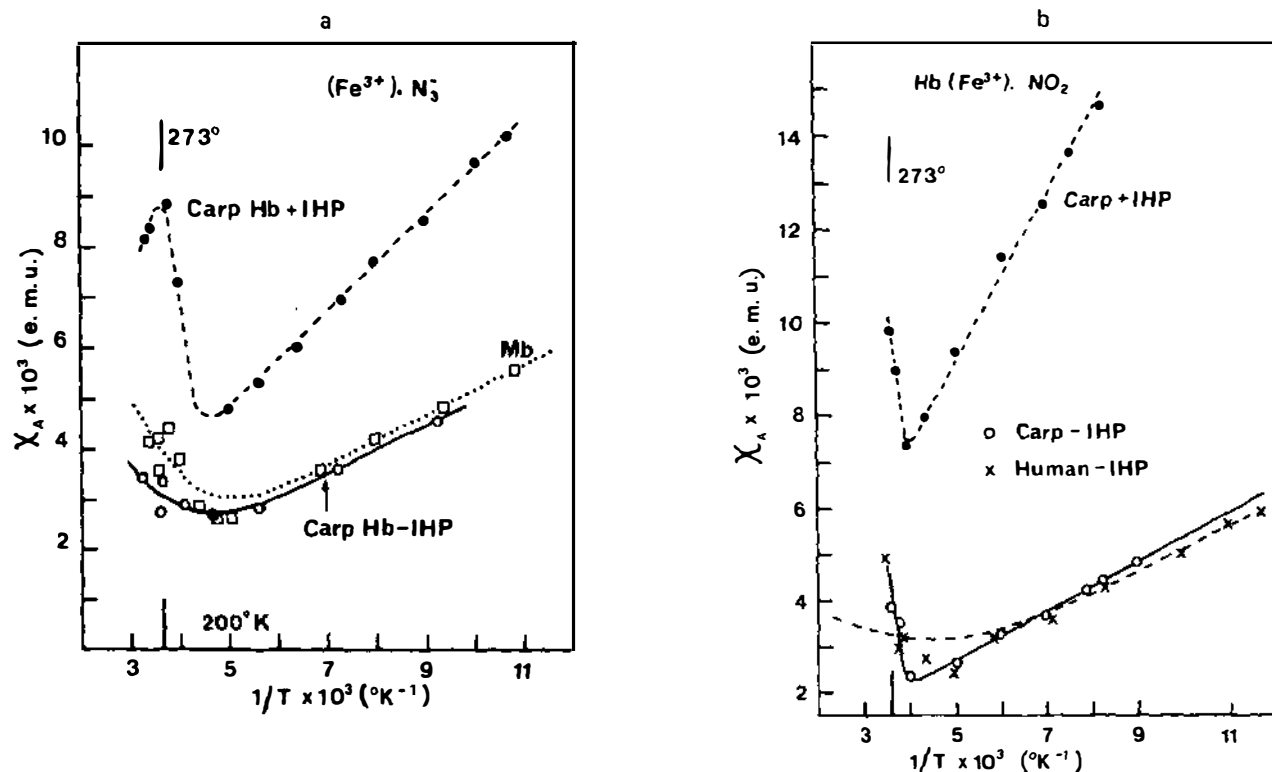 a
(Fe³⁺). N₃⁻
273°
Carp Hb + IHP
Mb
Carp Hb-IHP
200°K
10
8
6
4
2
χ_A x 10³ (e. m. u.)
3 5 7 9 11
1/T x 10³ (°K⁻¹)
b
Hb (Fe³⁺). NO₂
273°
Carp + IHP
o Carp-IHP
x Human-IHP
14
12
10
8
6
4
2
χ_A x 10³ (e. m. u.)
3 5 7 9 11
1/T x 10³ (°K⁻¹)